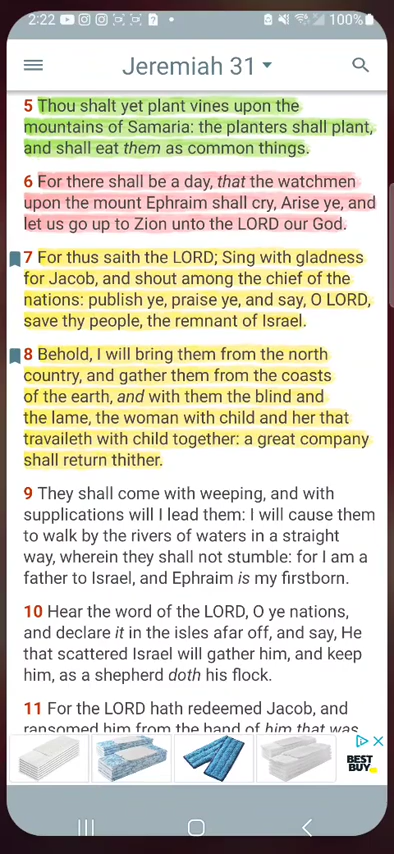 2:22
100%
Jeremiah 31
5 Thou shalt yet plant vines upon the
mountains of Samaria: the planters shall plant,
and shall eat them as common things.
6 For there shall be a day, that the watchmen
upon the mount Ephraim shall cry, Arise ye, and
let us go up to Zion unto the LORD our God.
7 For thus saith the LORD; Sing with gladness
for Jacob, and shout among the chief of the
nations: publish ye, praise ye, and say, O LORD,
save thy people, the remnant of Israel.
8 Behold, I will bring them from the north
country, and gather them from the coasts
of the earth, and with them the blind and
the lame, the woman with child and her that
travaileth with child together: a great company
shall return thither.
9 They shall come with weeping, and with
supplications will I lead them: I will cause them
to walk by the rivers of waters in a straight
way, wherein they shall not stumble: for I am a
father to Israel, and Ephraim is my firstborn.
10 Hear the word of the LORD, O ye nations,
and declare it in the isles afar off, and say, He
that scattered Israel will gather him, and keep
him, as a shepherd doth his flock.
11 For the LORD hath redeemed Jacob, and
ransomed him from the hand of him that was
BEST
BUY